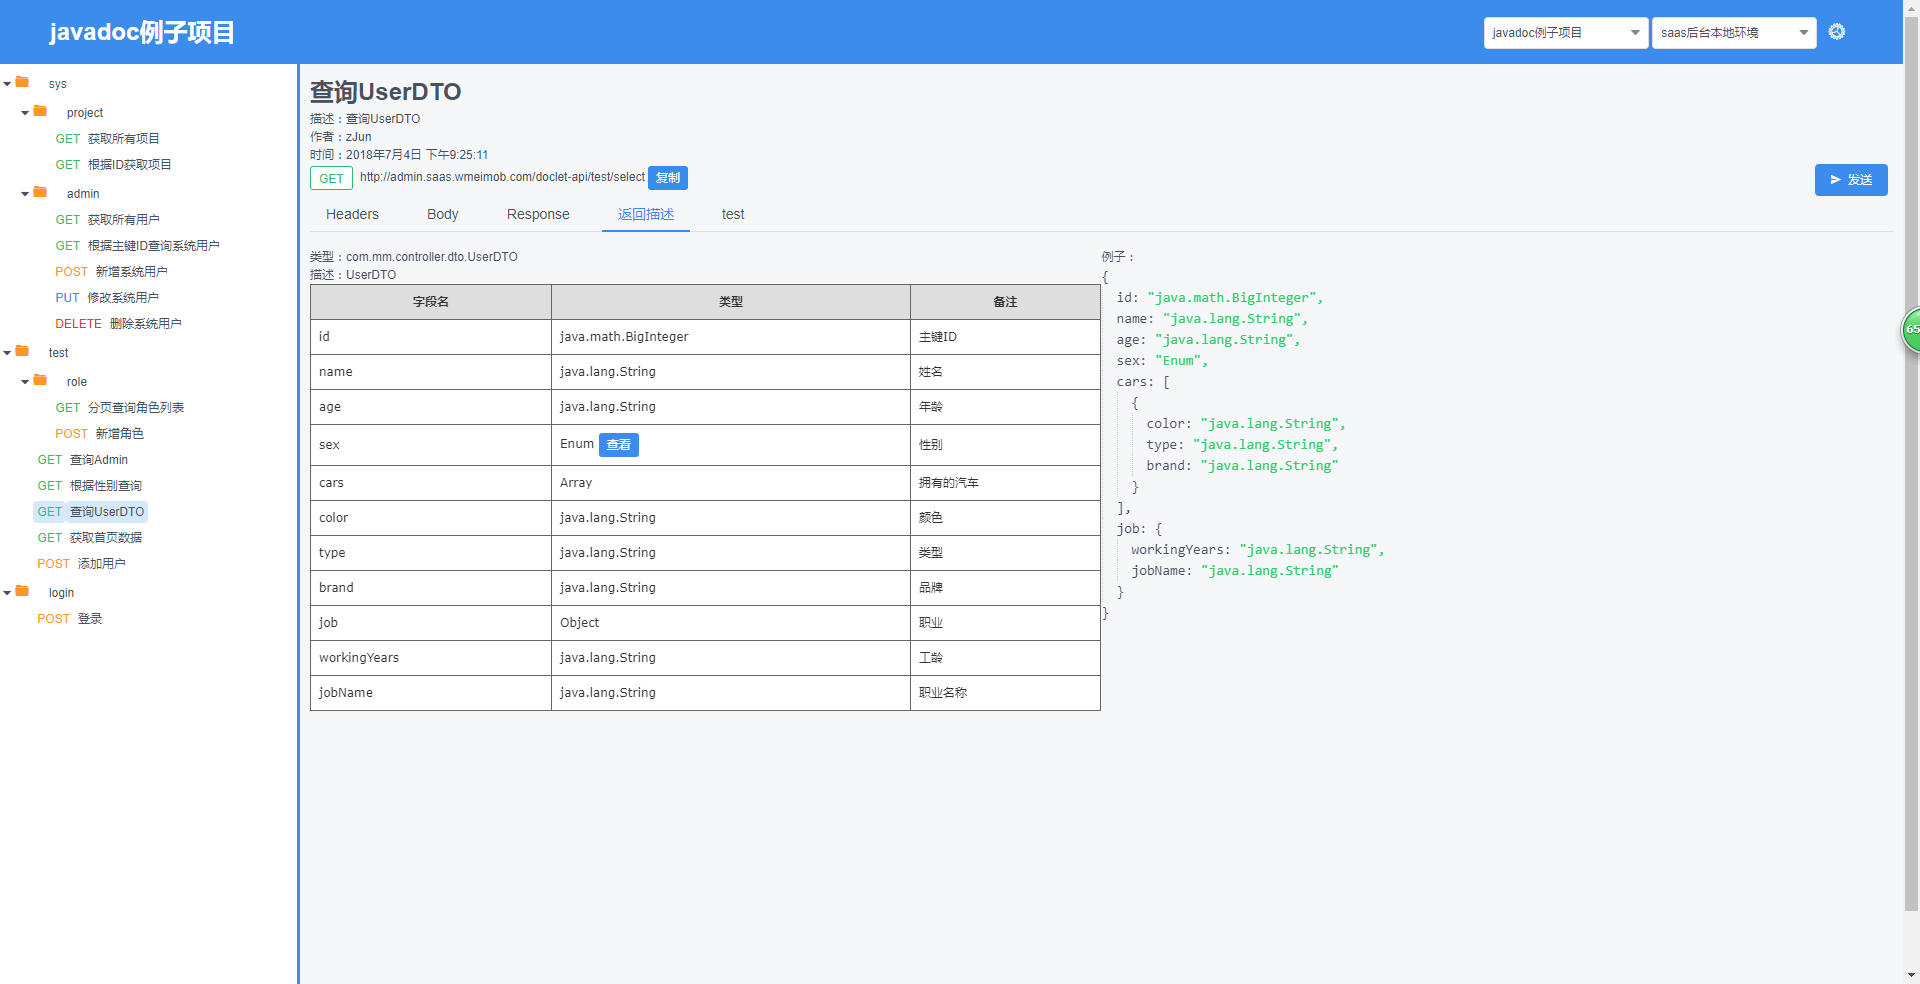 javadoc例子项目
javadoc例子项目
saas后台本地环境
sys
project
GET 获取所有项目
GET 根据ID获取项目
admin
GET 获取所有用户
GET 根据主键ID查询系统用户
POST 新增系统用户
PUT 修改系统用户
DELETE 删除系统用户
test
role
GET 分页查询角色列表
POST 新增角色
GET 查询Admin
GET 根据性别查询
GET 查询UserDTO
GET 获取首页数据
POST 添加用户
login
POST 登录
查询UserDTO
描述：查询UserDTO
作者：zJun
时间：2018年7月4日 下午9:25:11
GET http://admin.saas.wmeimob.com/doclet-api/test/select 复制
发送
Headers Body Response 返回描述 test
类型：com.mm.controller.dto.UserDTO
描述：UserDTO
字段名 类型 备注
id java.math.BigInteger 主键ID
name java.lang.String 姓名
age java.lang.String 年龄
sex Enum 查看 性别
cars Array 拥有的汽车
color java.lang.String 颜色
type java.lang.String 类型
brand java.lang.String 品牌
job Object 职业
workingYears java.lang.String 工龄
jobName java.lang.String 职业名称
例子：
{
id: "java.math.BigInteger",
name: "java.lang.String",
age: "java.lang.String",
sex: "Enum",
cars: [
{
color: "java.lang.String",
type: "java.lang.String",
brand: "java.lang.String"
}
],
job: {
workingYears: "java.lang.String",
jobName: "java.lang.String"
}
}
65